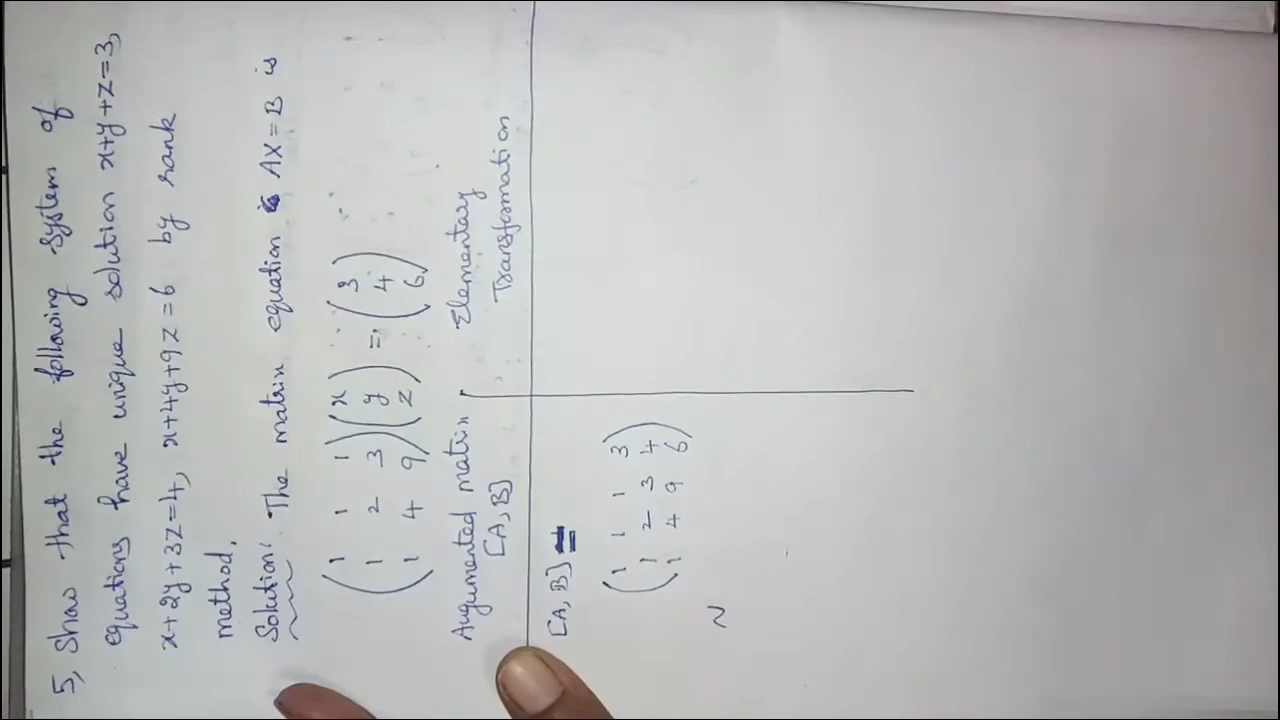 5, Show that the following system of
equations have unique solution x+y+z=3,
x+2y+3z=4, x+4y+9z=6 by rank
method.
Solution: The matrix equation is AX=B is
(1 1 1) (x) = (3)
(1 2 3) (y) (4)
(1 4 9) (z) (6)
Augumented matrix Elementary
[A,B] Transformation
[A,B] =
(1 1 1 3)
(1 2 3 4)
(1 4 9 6)
~